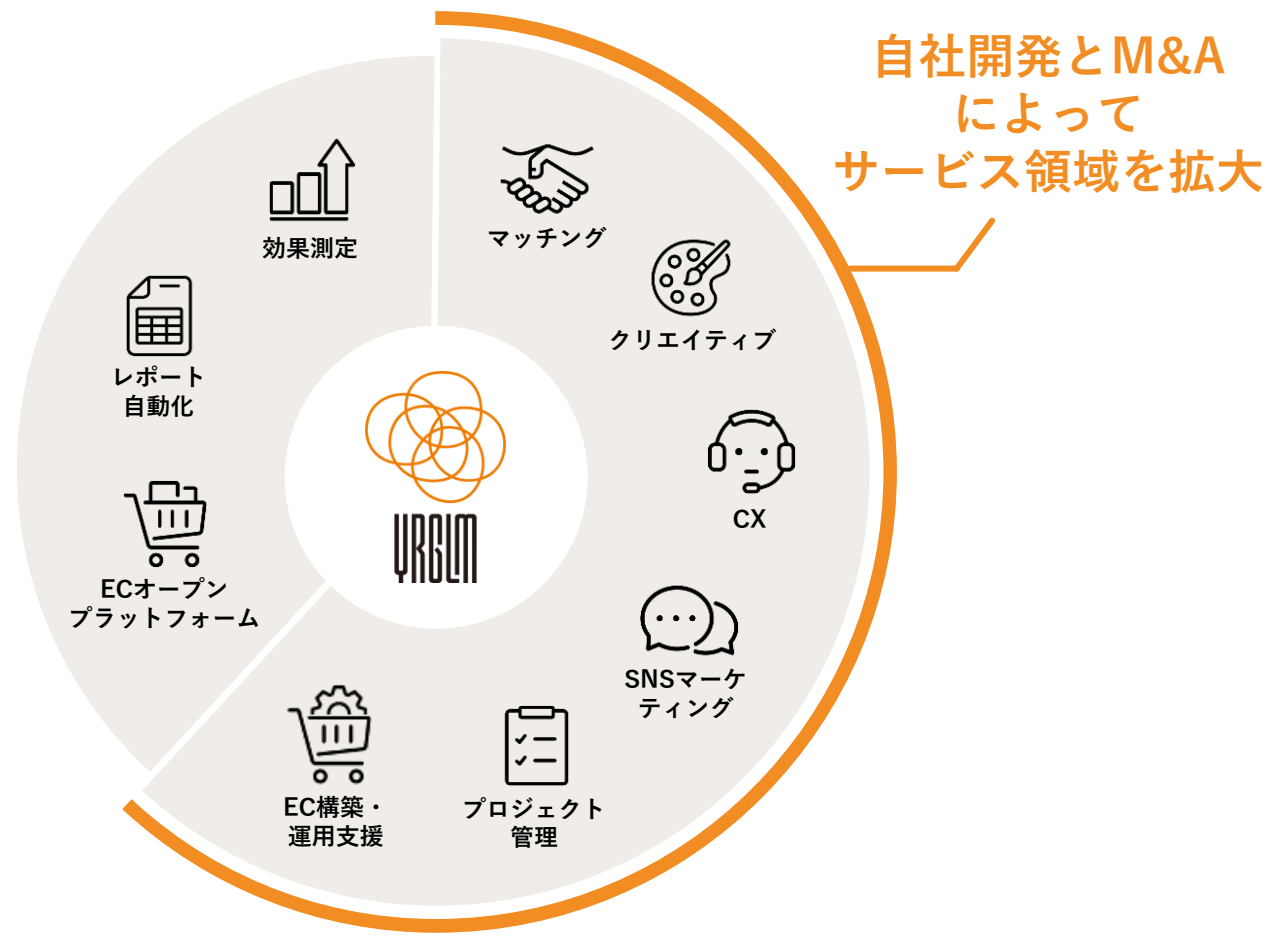 自社開発とM&A
によって
サービス領域を拡大
効果測定
マッチング
クリエイティブ
レポート
自動化
CX
ECオープン
プラットフォーム
SNSマーケ
ティング
EC構築・
運用支援
プロジェクト
管理
YRGLM